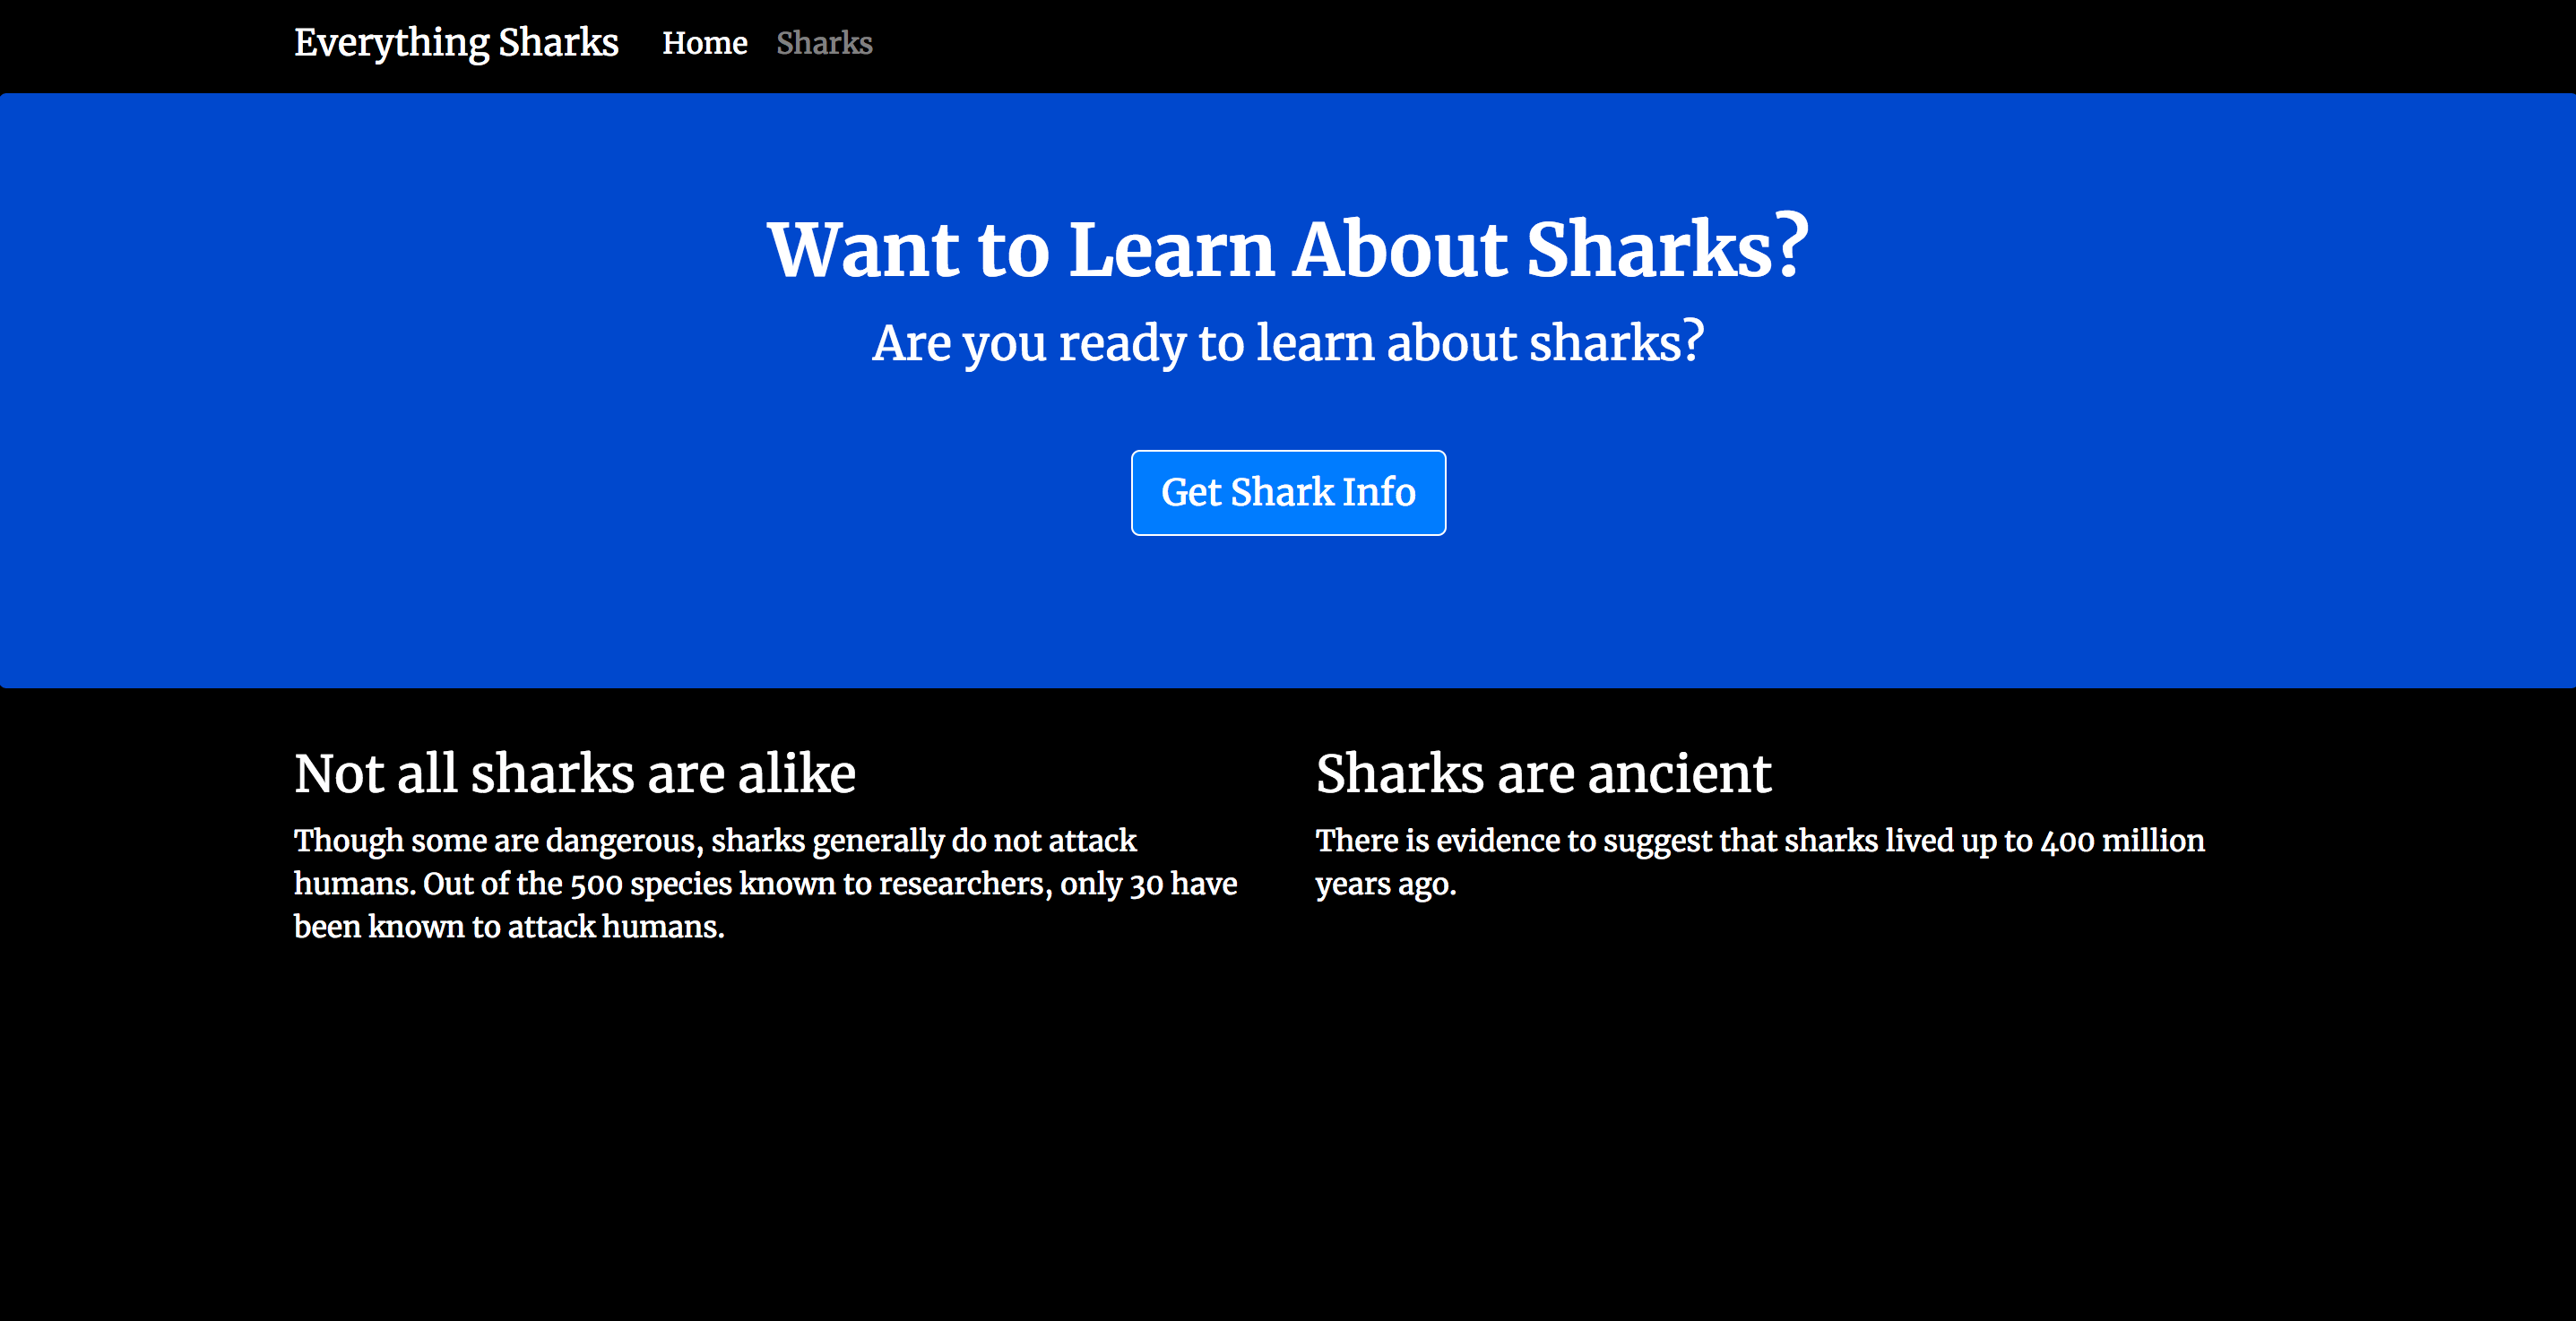 Everything Sharks Home Sharks
Want to Learn About Sharks?
Are you ready to learn about sharks?
Get Shark Info
Not all sharks are alike
Though some are dangerous, sharks generally do not attack
humans. Out of the 500 species known to researchers, only 30 have
been known to attack humans.
Sharks are ancient
There is evidence to suggest that sharks lived up to 400 million
years ago.